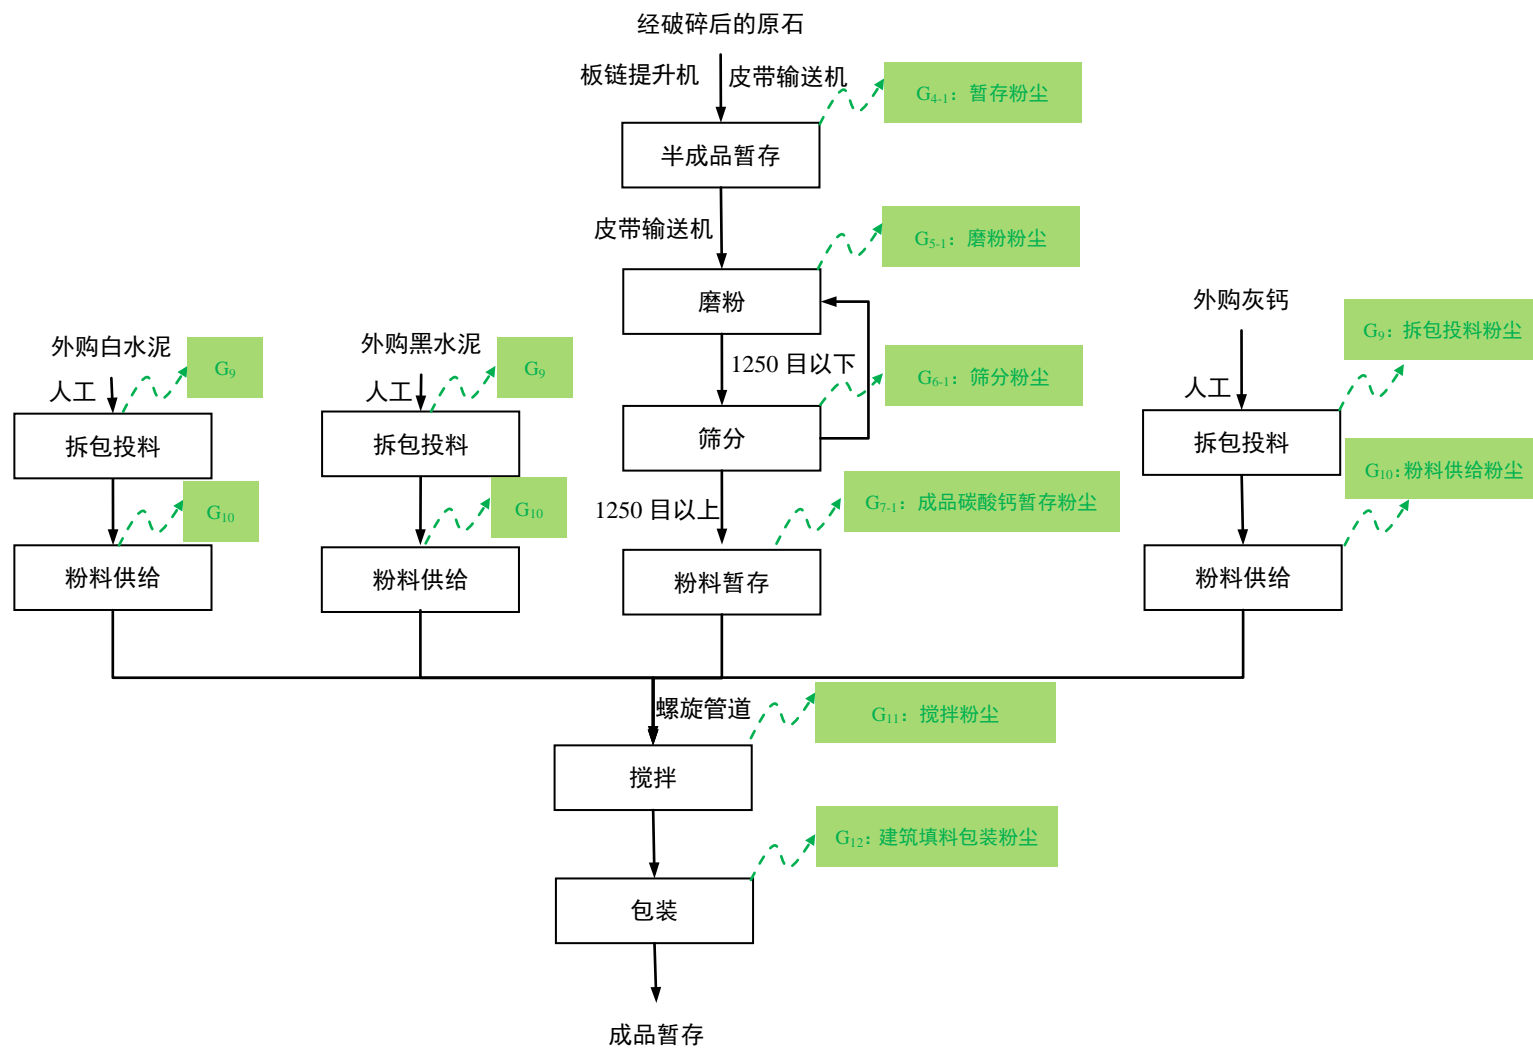 经破碎后的原石
板链提升机
皮带输送机
G4-1：暂存粉尘
半成品暂存
皮带输送机
G5-1：磨粉粉尘
磨粉
外购灰钙
G9：拆包投料粉尘
外购白水泥
G9
外购黑水泥
G9
1250 目以下
G6-1：筛分粉尘
人工
人工
人工
拆包投料
拆包投料
筛分
拆包投料
G10：粉料供给粉尘
G10
G10
1250 目以上
G7-1：成品碳酸钙暂存粉尘
粉料供给
粉料供给
粉料暂存
粉料供给
螺旋管道
G11：搅拌粉尘
搅拌
G12：建筑填料包装粉尘
包装
成品暂存